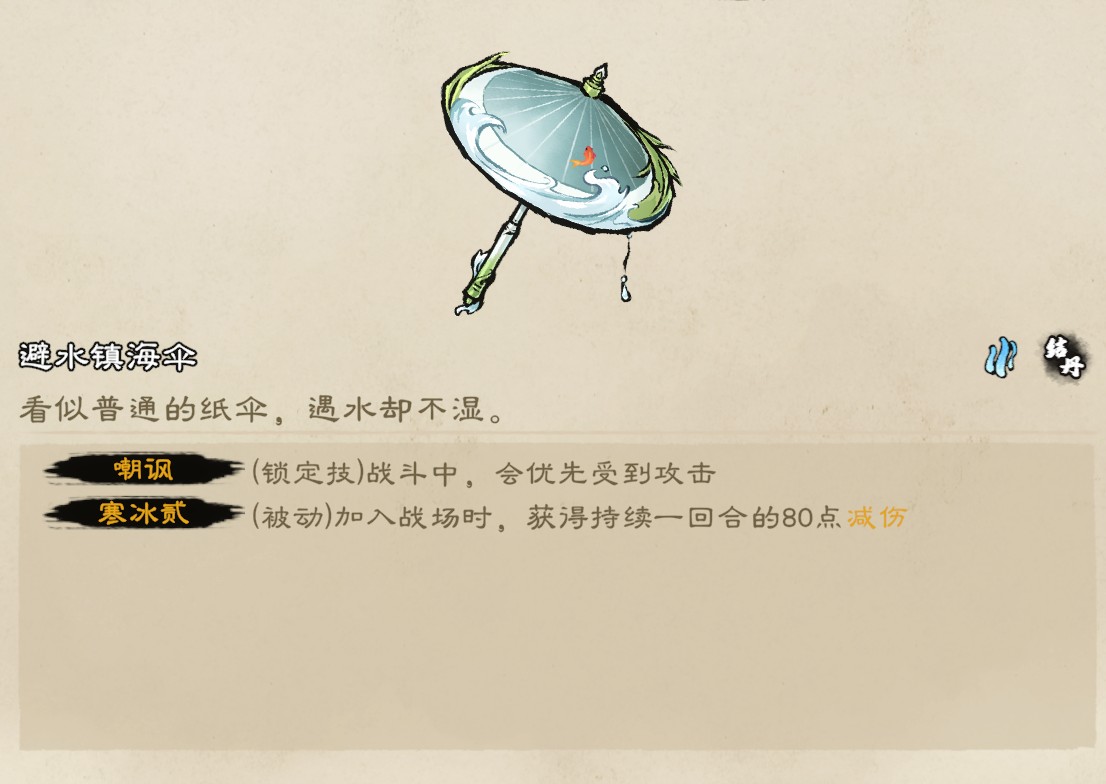 避水镇海伞
结丹
看似普通的纸伞，遇水却不湿。
嘲讽 (锁定技)战斗中，会优先受到攻击
寒冰贰 (被动)加入战场时，获得持续一回合的80点减伤